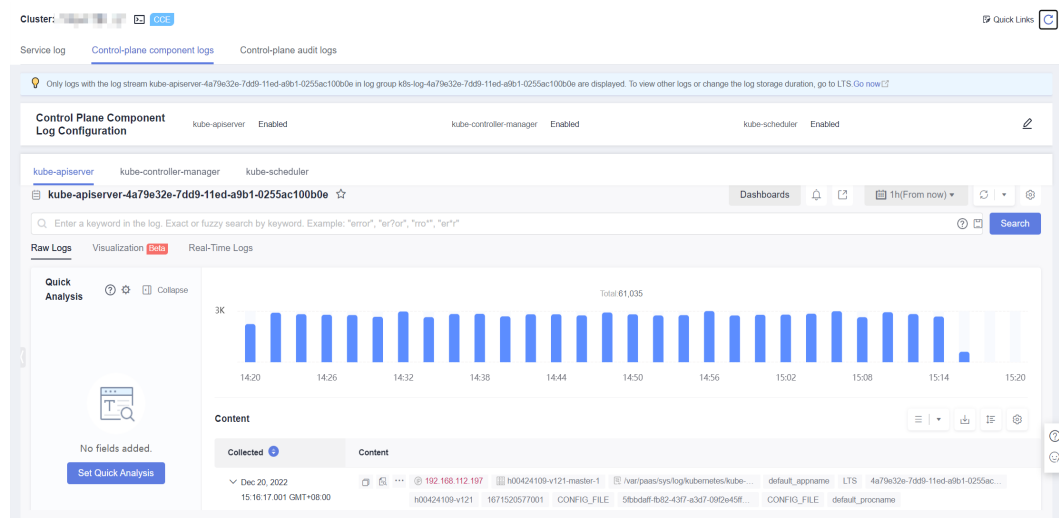 Cluster: CCE Quick Links
Service log Control-plane component logs Control-plane audit logs
Only logs with the log stream kube-apiserver-4a79e32e-7dd9-11ed-a9b1-0255ac100b0e in log group k8s-log-4a79e32e-7dd9-11ed-a9b1-0255ac100b0e are displayed. To view other logs or change the log storage duration, go to LTS.Go now
Control Plane Component
Log Configuration
kube-apiserver Enabled kube-controller-manager Enabled kube-scheduler Enabled
kube-apiserver kube-controller-manager kube-scheduler
kube-apiserver-4a79e32e-7dd9-11ed-a9b1-0255ac100b0e Dashboards 1h(From now)
Enter a keyword in the log. Exact or fuzzy search by keyword. Example: "error", "er?or", "rro*", "er*r" Search
Raw Logs Visualization Beta Real-Time Logs
Quick
Analysis
Collapse
Total:61,035
3K
14:20 14:26 14:32 14:38 14:44 14:50 14:56 15:02 15:08 15:14 15:20
No fields added.
Set Quick Analysis
Content
Collected Content
Dec 20, 2022
15:16:17.001 GMT+08:00
192.168.112.197 h00424109-v121-master-1 /var/paas/sys/log/kubernetes/kube-... default_appname LTS 4a79e32e-7dd9-11ed-a9b1-0255ac...
h00424109-v121 1671520577001 CONFIG_FILE 5fbbdaff-fb82-43f7-a3d7-09f2e45ff... CONFIG_FILE default_procname